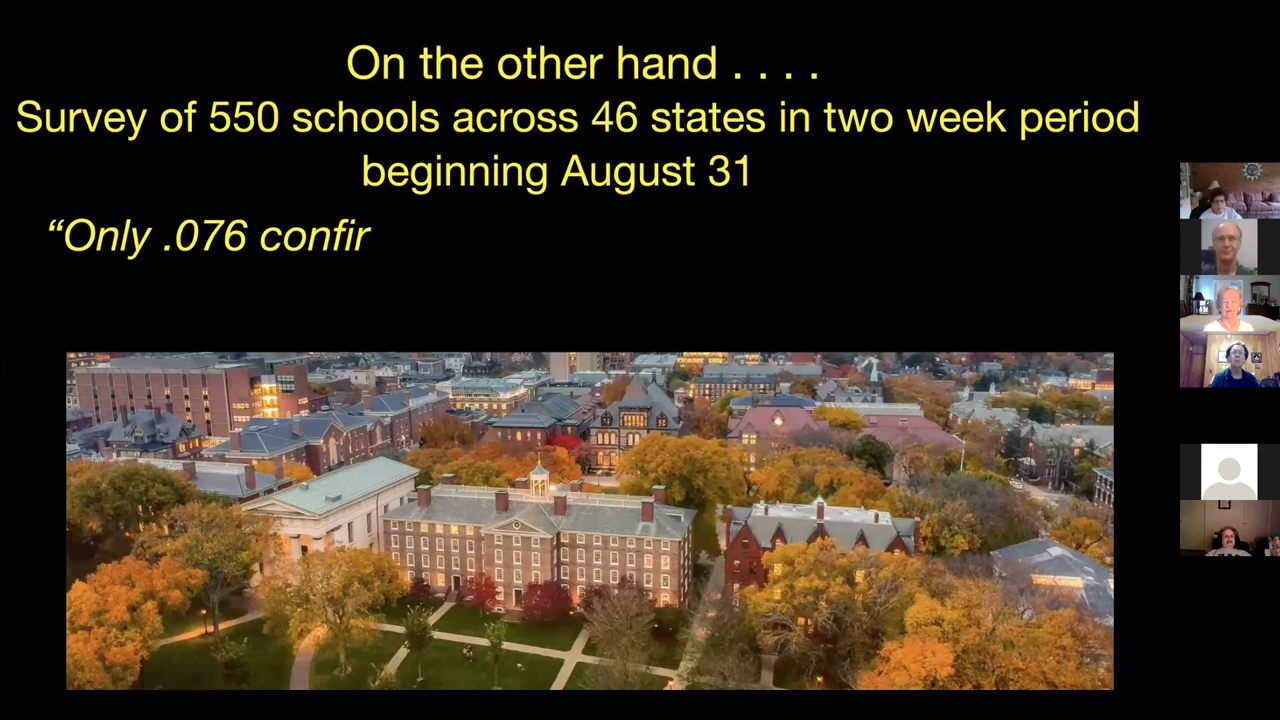 On the other hand . . . .
Survey of 550 schools across 46 states in two week period
beginning August 31
“Only .076 confir